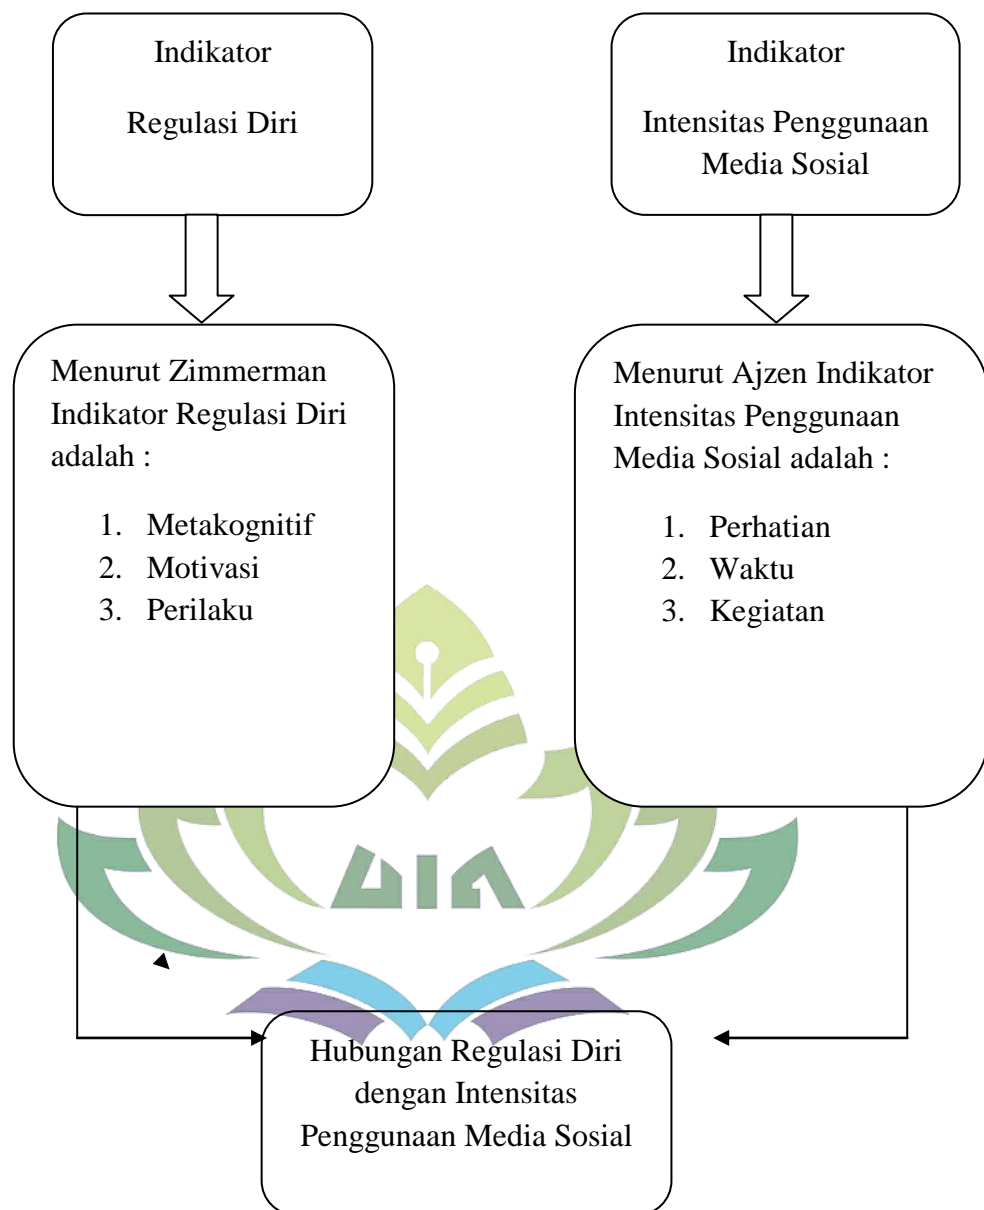 Indikator
Regulasi Diri
Indikator
Intensitas Penggunaan
Media Sosial
Menurut Zimmerman
Indikator Regulasi Diri
adalah :
1. Metakognitif
2. Motivasi
3. Perilaku
Menurut Ajzen Indikator
Intensitas Penggunaan
Media Sosial adalah :
1. Perhatian
2. Waktu
3. Kegiatan
UIN
Hubungan Regulasi Diri
dengan Intensitas
Penggunaan Media Sosial